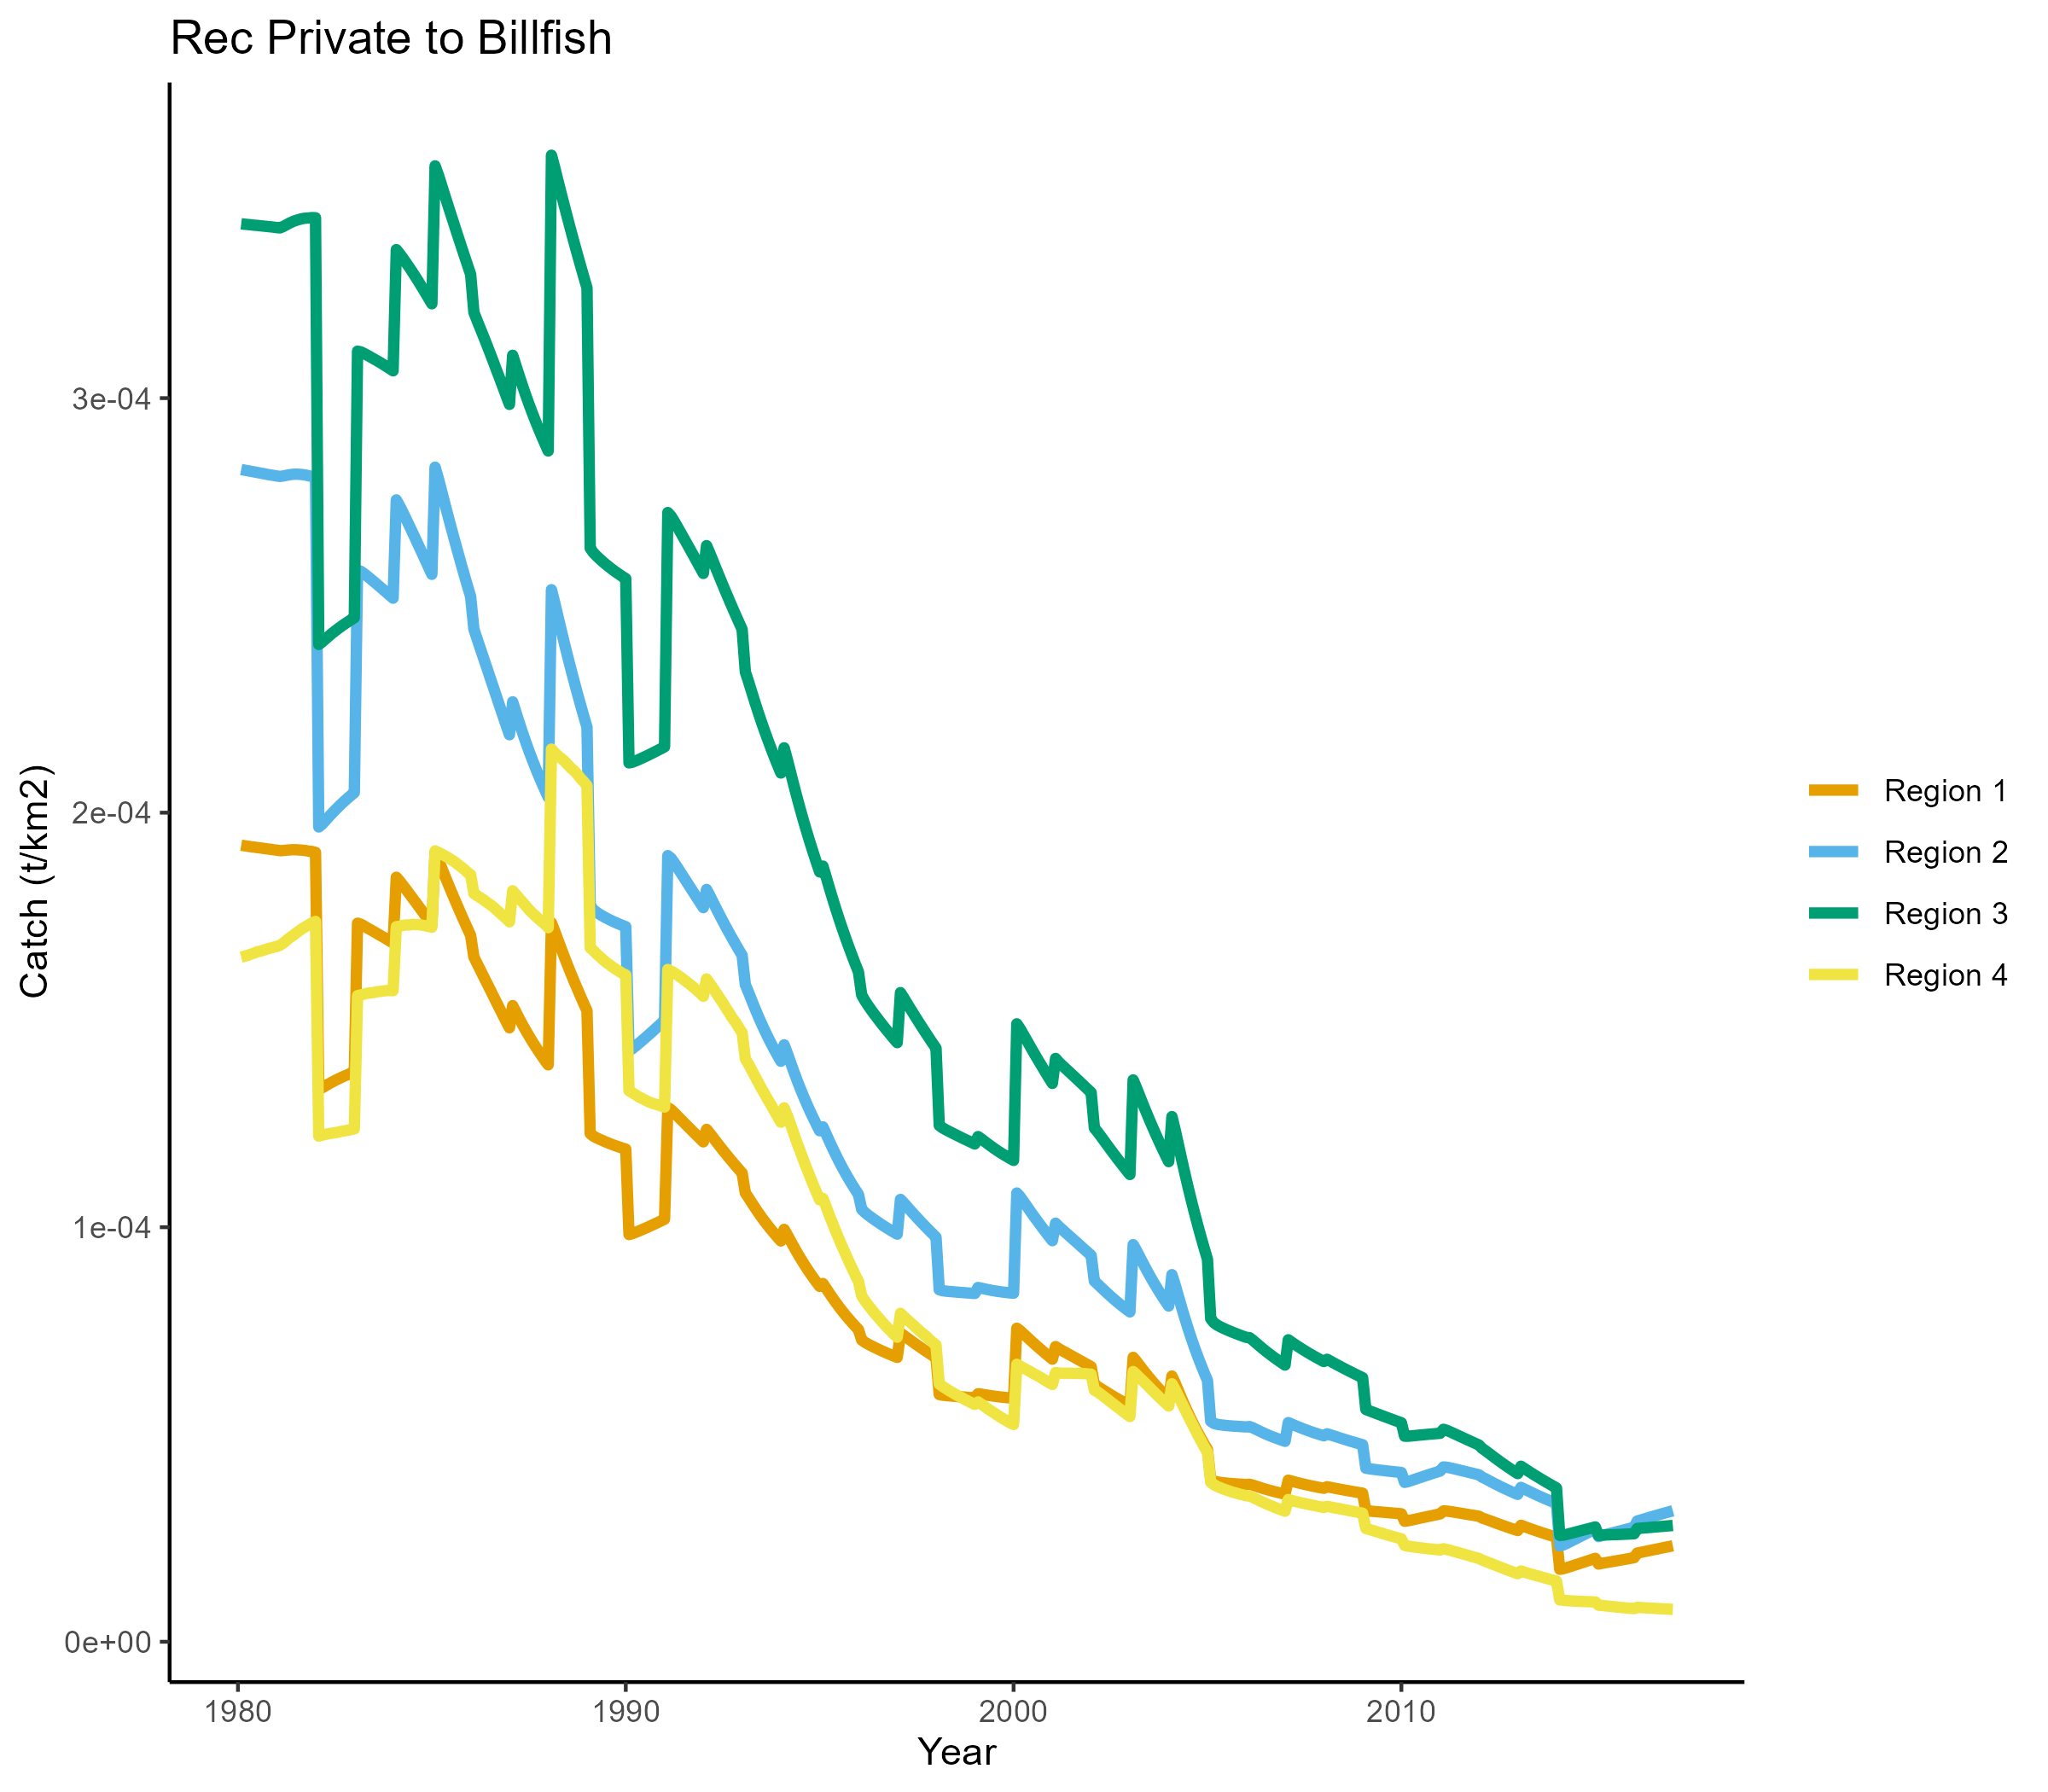 Rec Private to Billfish
Catch (t/km2)
3e-04
2e-04
1e-04
0e+00
1980
1990
2000
2010
Year
Region 1
Region 2
Region 3
Region 4